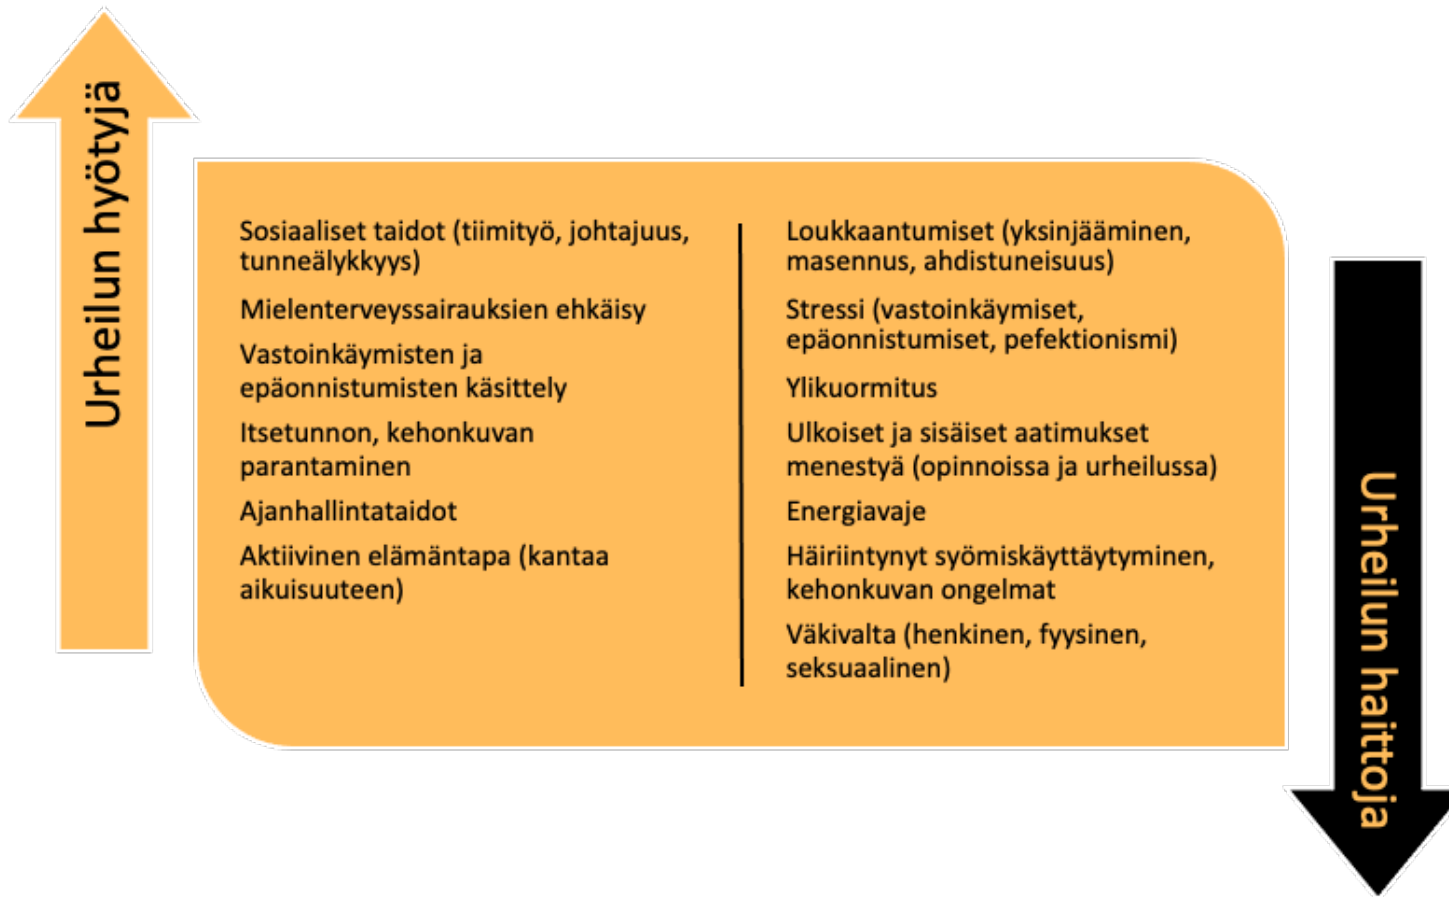 Urheilun hyötyjä
Sosiaaliset taidot (tiimityö, johtajuus,
tunneälykkyys)
Mielenterveyssairauksien ehkäisy
Vastoinkäymisten ja
epäonnistumisten käsittely
Itsetunnon, kehonkuvan
parantaminen
Ajanhallintataidot
Aktiivinen elämäntapa (kantaa
aikuisuuteen)
Loukkaantumiset (yksinjääminen,
masennus, ahdistuneisuus)
Stressi (vastoinkäymiset,
epäonnistumiset, pefektionismi)
Ylikuormitus
Ulkoiset ja sisäiset aatimukset
menestyä (opinnoissa ja urheilussa)
Energiavaje
Häiriintynyt syömiskäyttäytyminen,
kehonkuvan ongelmat
Väkivalta (henkinen, fyysinen,
seksuaalinen)
Urheilun haittoja